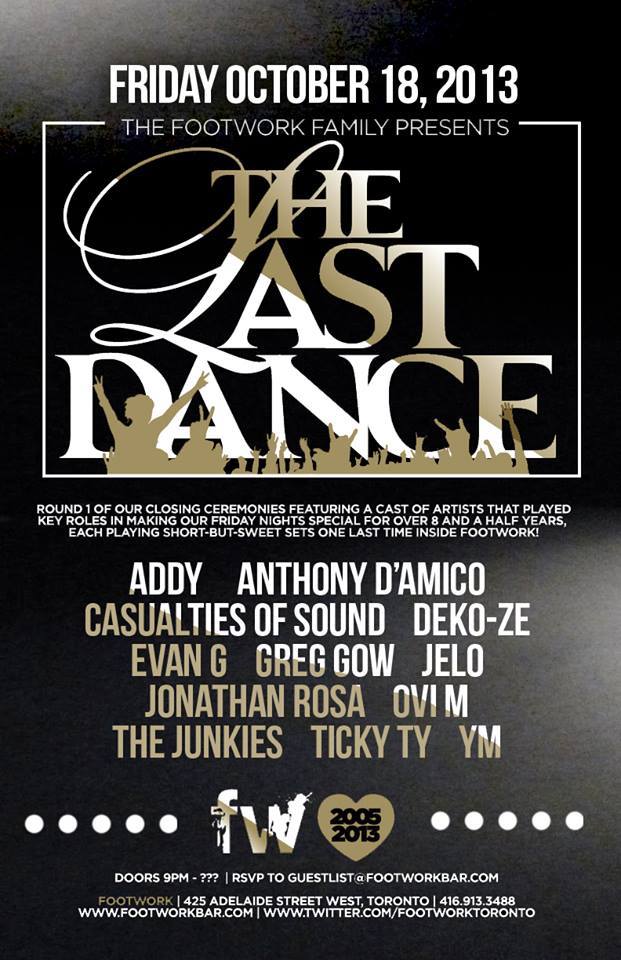 FRIDAY OCTOBER 18, 2013
THE FOOTWORK FAMILY PRESENTS
THE
LAST
DANCE
ROUND 1 OF OUR CLOSING CEREMONIES FEATURING A CAST OF ARTISTS THAT PLAYED
KEY ROLES IN MAKING OUR FRIDAY NIGHTS SPECIAL FOR OVER 8 AND A HALF YEARS,
EACH PLAYING SHORT-BUT-SWEET SETS ONE LAST TIME INSIDE FOOTWORK!
ADDY ANTHONY D'AMICO
CASUALTIES OF SOUND DEKO-ZE
EVAN G GREG GOW JELO
JONATHAN ROSA OVI M
THE JUNKIES TICKY TY YM
fw
2005
2013
DOORS 9PM - ??? | RSVP TO GUESTLIST@FOOTWORKBAR.COM
FOOTWORK | 425 ADELAIDE STREET WEST, TORONTO | 416.913.3488
WWW.FOOTWORKBAR.COM | WWW.TWITTER.COM/FOOTWORKTORONTO